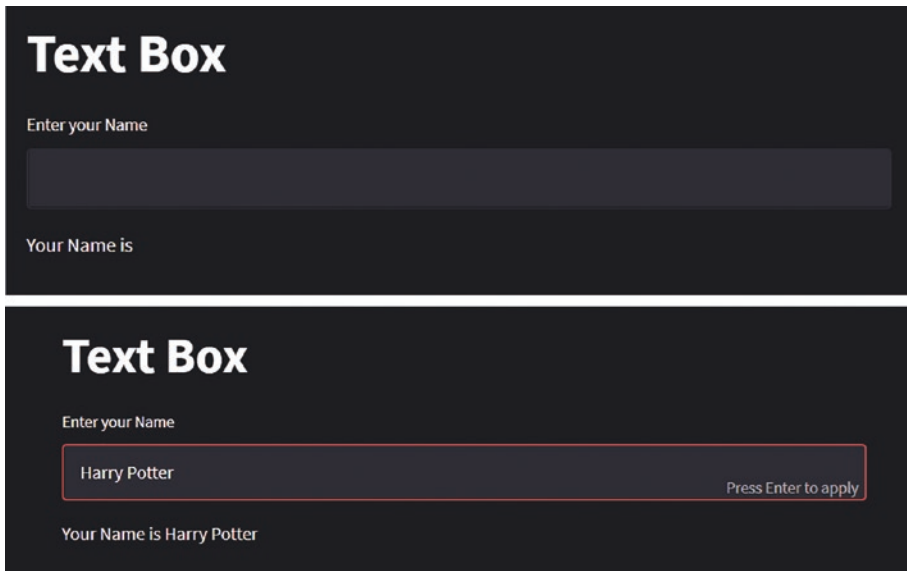 Text Box
Enter your Name
Your Name is
Text Box
Enter your Name
Harry Potter
Press Enter to apply
Your Name is Harry Potter